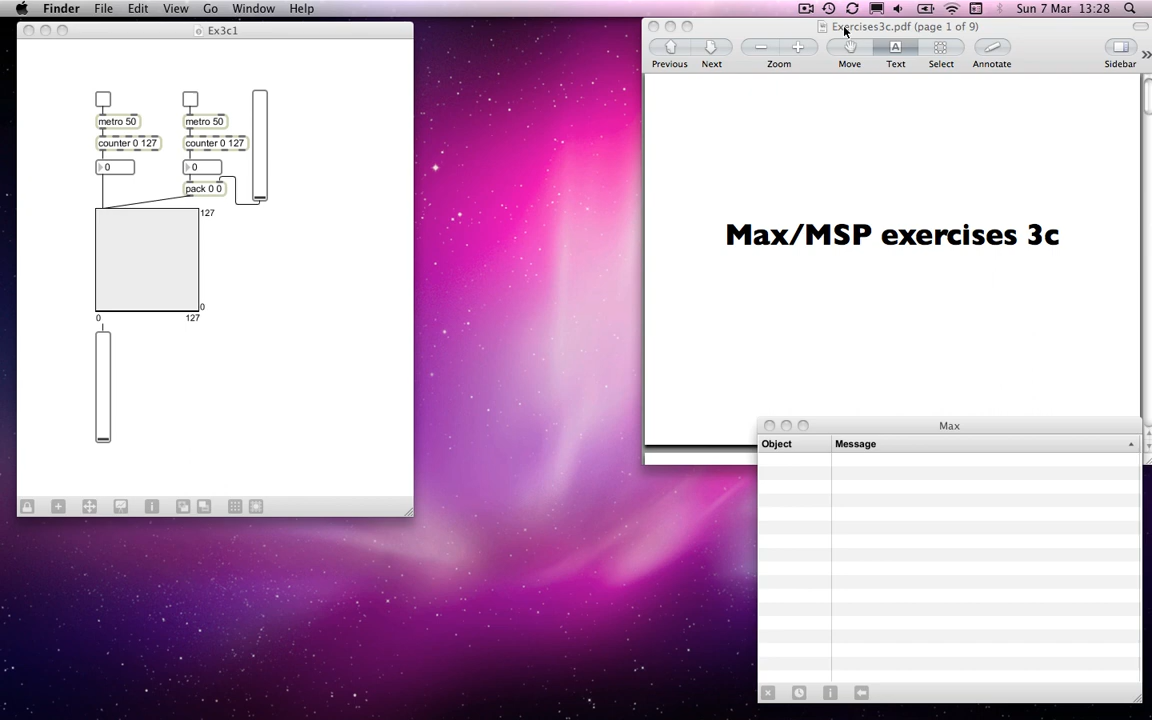 Finder File Edit View Go Window Help
Sun 7 Mar 13:28
Ex3c1
metro 50 metro 50
counter 0 127 counter 0 127
0 0
pack 0 0
127
0
0 127
Exercises3c.pdf (page 1 of 9)
Previous Next Zoom Move Text Select Annotate Sidebar
A
Max/MSP exercises 3c
Max
Object Message